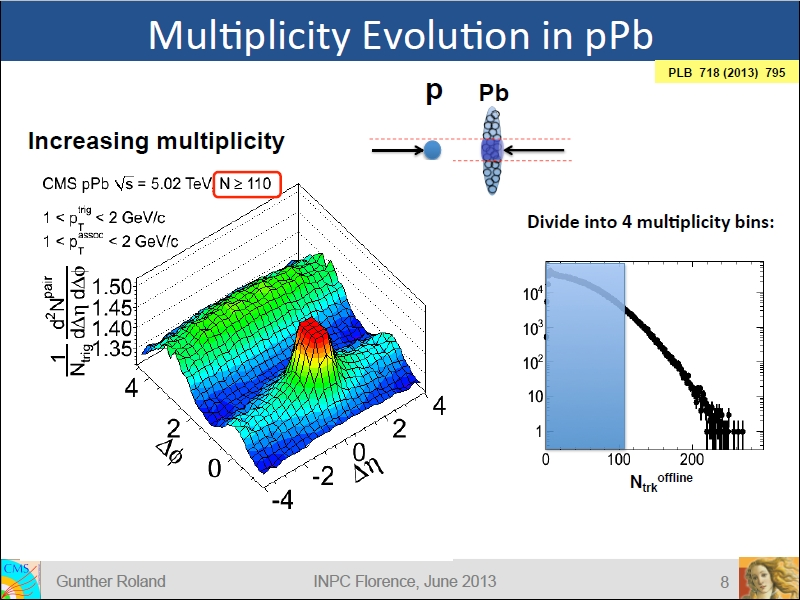 Multiplicity Evolution in pPb
PLB 718 (2013) 795
p
Pb
Increasing multiplicity
CMS pPb √s = 5.02 TeV, N ≥ 110
1 < p_T^trig < 2 GeV/c
1 < p_T^assoc < 2 GeV/c
Divide into 4 multiplicity bins:
1/N_trig d²N^pair/dΔη dΔϕ
1.50
1.45
1.40
1.35
4
2
0
Δϕ
-4
-2
0
2
4
Δη
10⁴
10³
10²
10
1
0 100 200
N_trk^offline
CMS
Gunther Roland
INPC Florence, June 2013
8